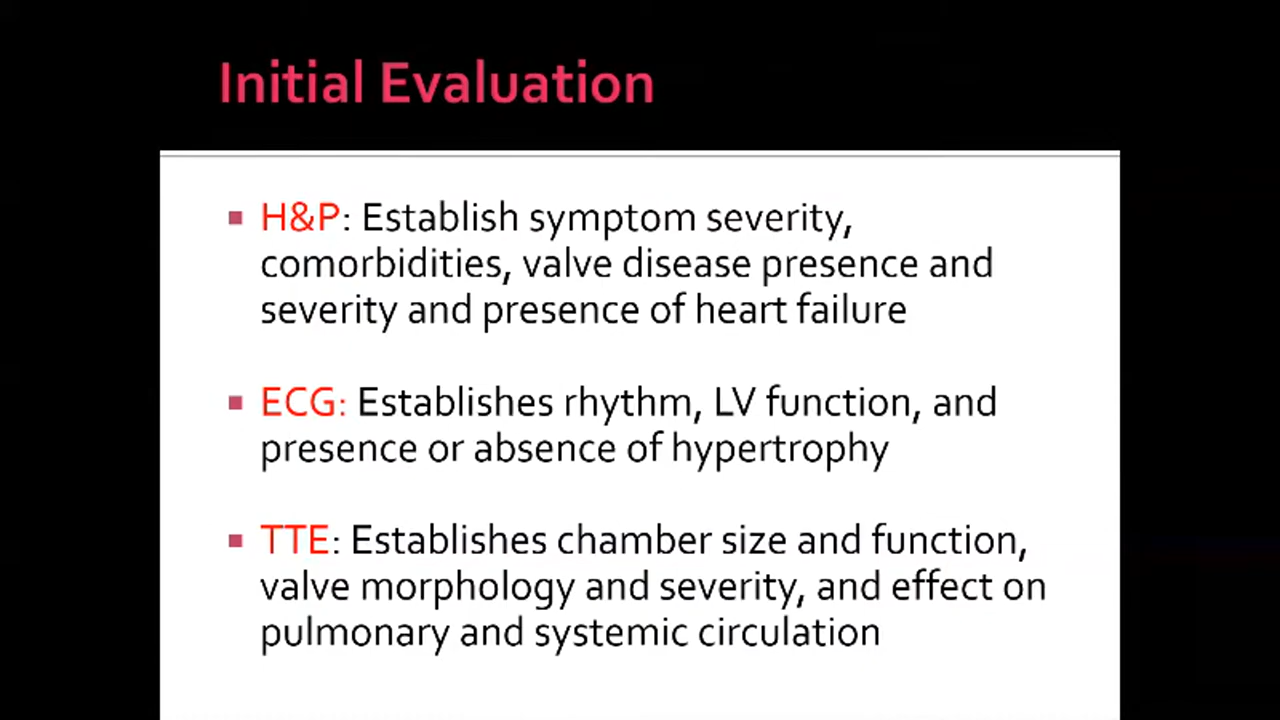 Initial Evaluation
H&P: Establish symptom severity,
comorbidities, valve disease presence and
severity and presence of heart failure
ECG: Establishes rhythm, LV function, and
presence or absence of hypertrophy
TTE: Establishes chamber size and function,
valve morphology and severity, and effect on
pulmonary and systemic circulation